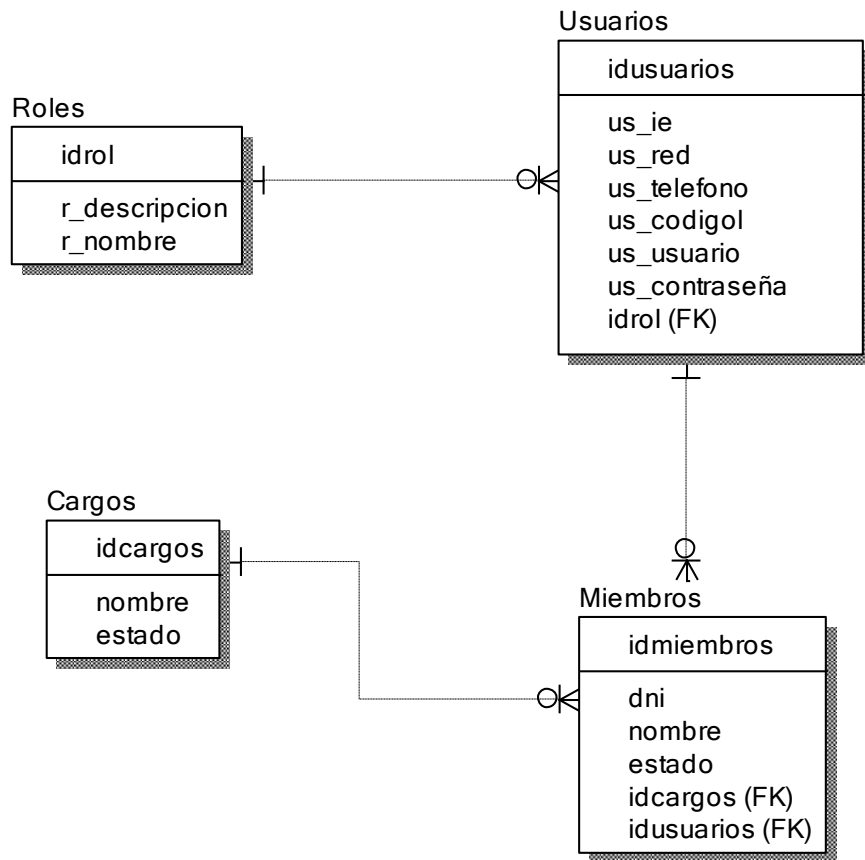 Usuarios
idusuarios
us_ie
us_red
us_telefono
us_codigol
us_usuario
us_contraseña
idrol (FK)
Roles
idrol
r_descripcion
r_nombre
Cargos
idcargos
nombre
estado
Miembros
idmiembros
dni
nombre
estado
idcargos (FK)
idusuarios (FK)